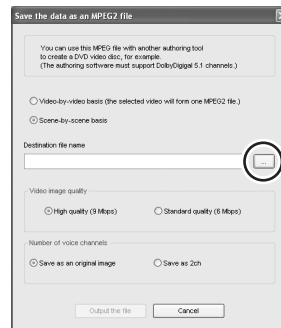 Save the data as an MPEG2 file
You can use this MPEG file with another authoring tool
to create a DVD video disc, for example.
(The authoring software must support DolbyDigigal 5.1 channels.)
Video-by-video basis (the selected video will form one MPEG2 file.)
Scene-by-scene basis
Destination file name
...
Video image quality
High quality (9 Mbps)
Standard quality (6 Mbps)
Number of voice channels
Save as an original image
Save as 2ch
Output the file
Cancel